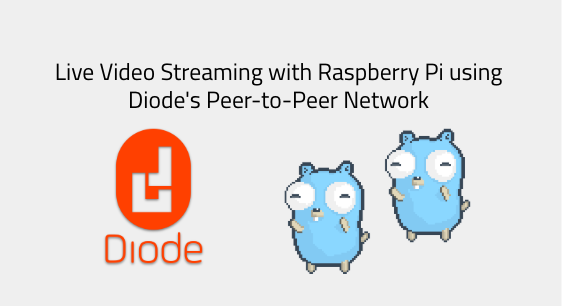 Live Video Streaming with Raspberry Pi using
Diode's Peer-to-Peer Network
Diode